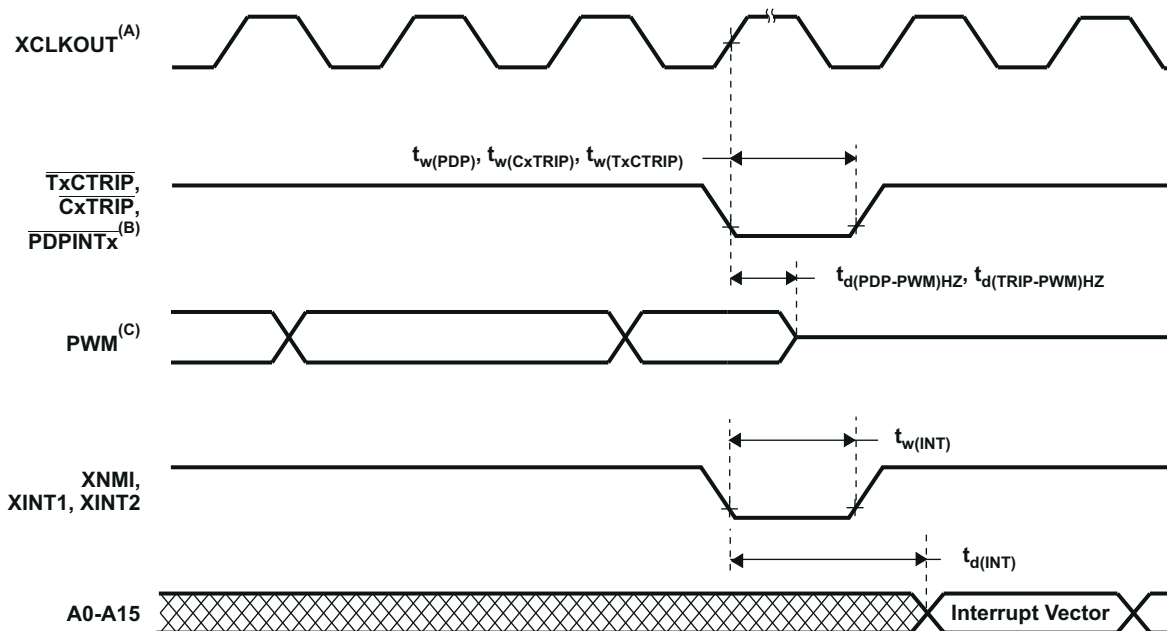 XCLKOUT(A)
tw(PDP), tw(CxTRIP), tw(TxCTRIP)
TxCTRIP,
CxTRIP,
PDPINTx(B)
td(PDP-PWM)HZ, td(TRIP-PWM)HZ
PWM(C)
tw(INT)
XNMI,
XINT1, XINT2
td(INT)
A0-A15
Interrupt Vector